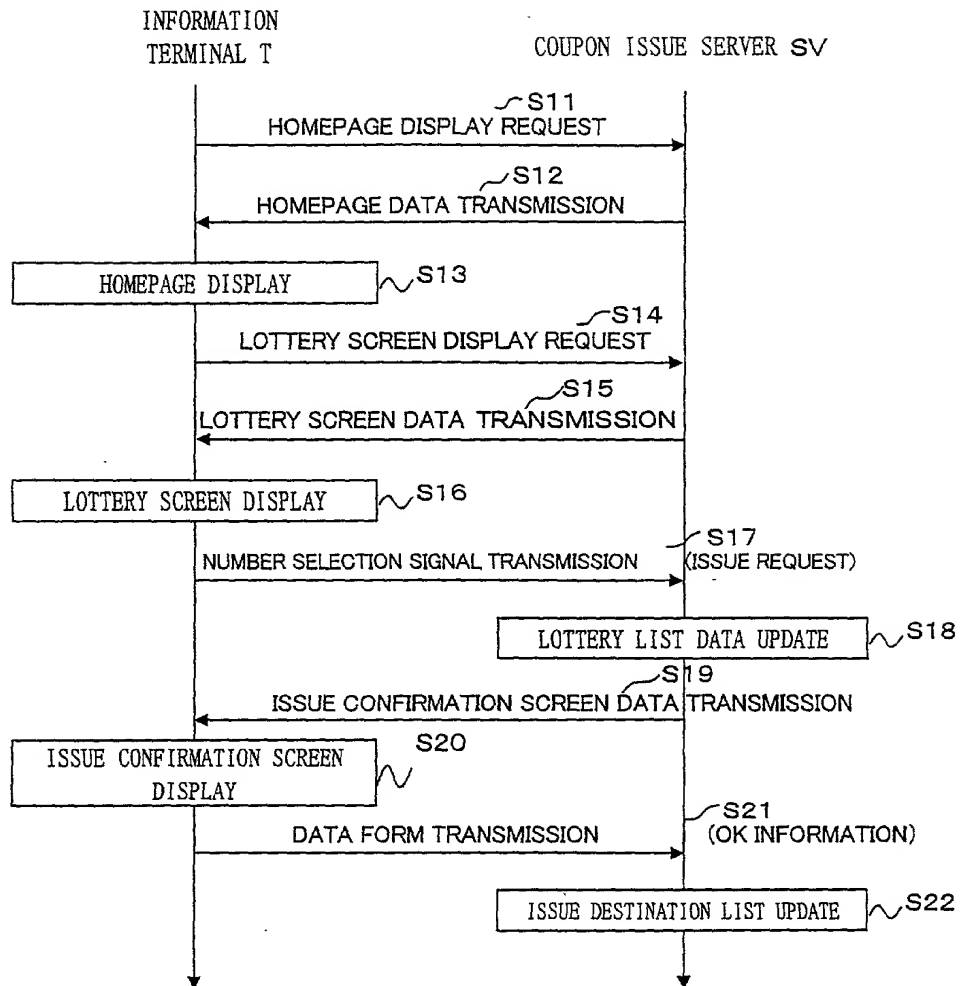 INFORMATION
TERMINAL T
COUPON ISSUE SERVER SV
S11
HOMEPAGE DISPLAY REQUEST
S12
HOMEPAGE DATA TRANSMISSION
HOMEPAGE DISPLAY
S13
S14
LOTTERY SCREEN DISPLAY REQUEST
S15
LOTTERY SCREEN DATA TRANSMISSION
LOTTERY SCREEN DISPLAY
S16
S17
NUMBER SELECTION SIGNAL TRANSMISSION
(ISSUE REQUEST)
LOTTERY LIST DATA UPDATE
S18
S19
ISSUE CONFIRMATION SCREEN DATA TRANSMISSION
S20
ISSUE CONFIRMATION SCREEN
DISPLAY
S21
DATA FORM TRANSMISSION
(OK INFORMATION)
ISSUE DESTINATION LIST UPDATE
S22